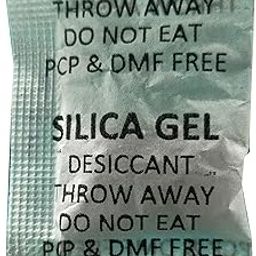 THROW AWAY
DO NOT EAT
PCP & DMF FREE
SILICA GEL
DESICCANT
THROW AWAY
DO NOT EAT
PCP & DMF FREE